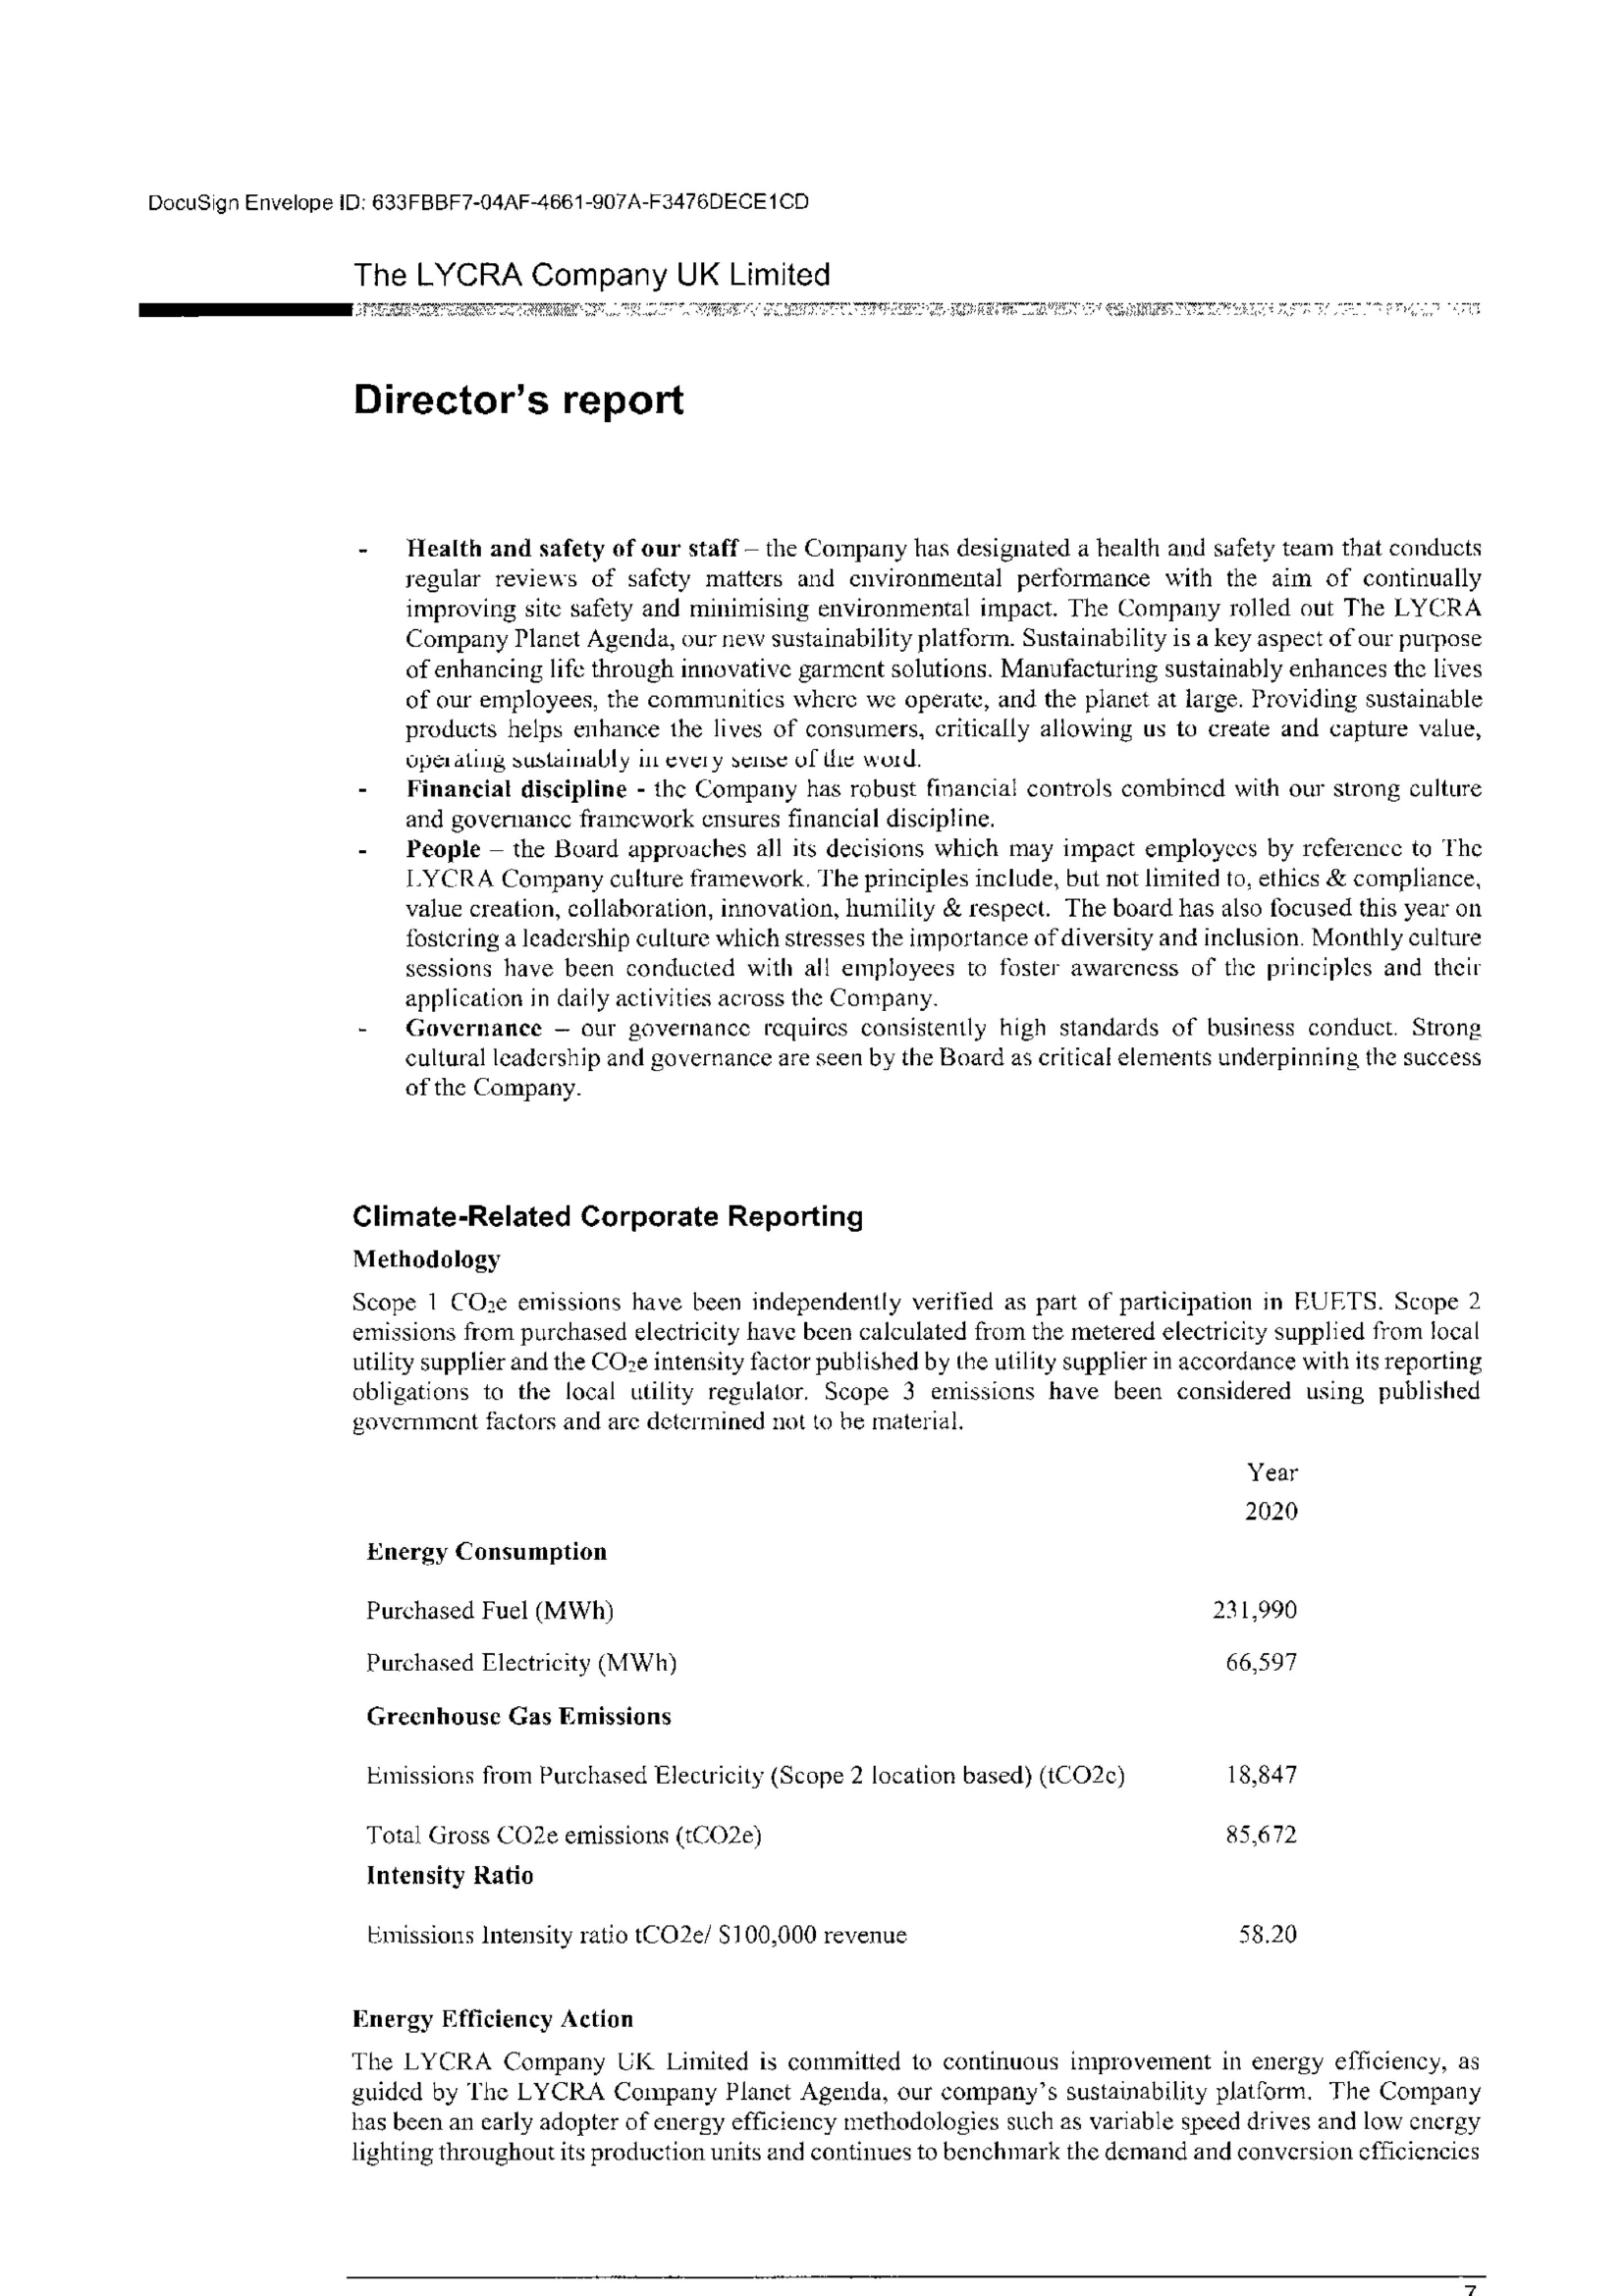 DocuSign Envelope ID: 633FBBF7-04AF-4661-907A-F3476DECE1CD
The LYCRA Company UK Limited
Director's report
- Health and safety of our staff – the Company has designated a health and safety team that conducts
regular reviews of safety matters and environmental performance with the aim of continually
improving site safety and minimising environmental impact. The Company rolled out The LYCRA
Company Planet Agenda, our new sustainability platform. Sustainability is a key aspect of our purpose
of enhancing life through innovative garment solutions. Manufacturing sustainably enhances the lives
of our employees, the communities where we operate, and the planet at large. Providing sustainable
products helps enhance the lives of consumers, critically allowing us to create and capture value,
operating sustainably in every sense of the word.
- Financial discipline - the Company has robust financial controls combined with our strong culture
and governance framework ensures financial discipline.
- People – the Board approaches all its decisions which may impact employees by reference to The
LYCRA Company culture framework. The principles include, but not limited to, ethics & compliance,
value creation, collaboration, innovation, humility & respect. The board has also focused this year on
fostering a leadership culture which stresses the importance of diversity and inclusion. Monthly culture
sessions have been conducted with all employees to foster awareness of the principles and their
application in daily activities across the Company.
- Governance – our governance requires consistently high standards of business conduct. Strong
cultural leadership and governance are seen by the Board as critical elements underpinning the success
of the Company.
Climate-Related Corporate Reporting
Methodology
Scope 1 CO₂e emissions have been independently verified as part of participation in EUETS. Scope 2
emissions from purchased electricity have been calculated from the metered electricity supplied from local
utility supplier and the CO₂e intensity factor published by the utility supplier in accordance with its reporting
obligations to the local utility regulator. Scope 3 emissions have been considered using published
government factors and are determined not to be material.
Year
2020
Energy Consumption
Purchased Fuel (MWh) 231,990
Purchased Electricity (MWh) 66,597
Greenhouse Gas Emissions
Emissions from Purchased Electricity (Scope 2 location based) (tCO2e) 18,847
Total Gross CO2e emissions (tCO2e) 85,672
Intensity Ratio
Emissions Intensity ratio tCO2e/ $100,000 revenue 58.20
Energy Efficiency Action
The LYCRA Company UK Limited is committed to continuous improvement in energy efficiency, as
guided by The LYCRA Company Planet Agenda, our company's sustainability platform. The Company
has been an early adopter of energy efficiency methodologies such as variable speed drives and low energy
lighting throughout its production units and continues to benchmark the demand and conversion efficiencies
7